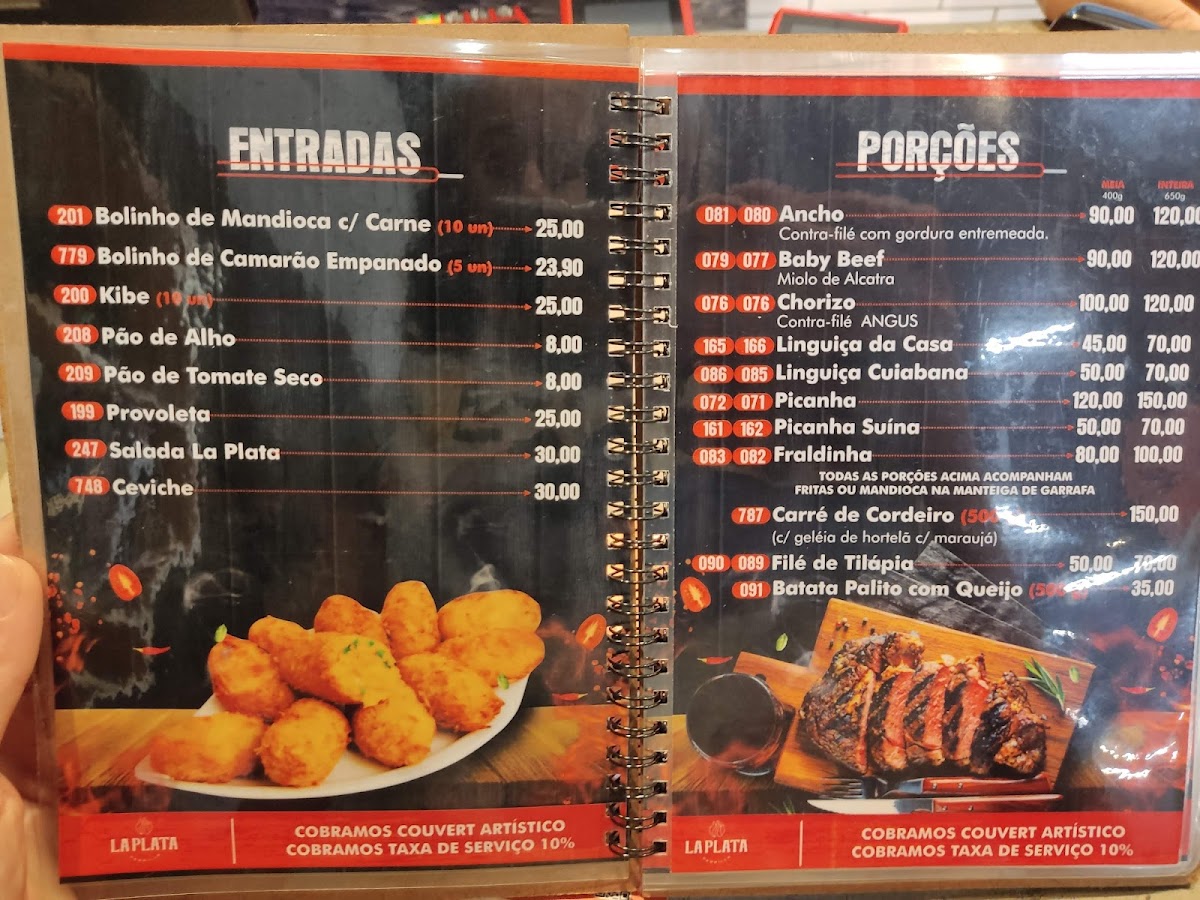 ENTRADAS
201 Bolinho de Mandioca c/ Carne (10 un) 25,00
779 Bolinho de Camarão Empanado (5 un) 23,90
200 Kibe (10 un) 25,00
208 Pão de Alho 8,00
209 Pão de Tomate Seco 8,00
199 Provoleta 25,00
247 Salada La Plata 30,00
748 Ceviche 30,00
LA PLATA
COBRAMOS COUVERT ARTÍSTICO
COBRAMOS TAXA DE SERVIÇO 10%
PORÇÕES
MEIA INTEIRA
400g 650g
081 080 Ancho 90,00 120,00
Contra-filé com gordura entremeada.
079 077 Baby Beef 90,00 120,00
Miolo de Alcatra
076 076 Chorizo 100,00 120,00
Contra-filé ANGUS
165 166 Linguiça da Casa 45,00 70,00
086 085 Linguiça Cuiabana 50,00 70,00
072 071 Picanha 120,00 150,00
161 162 Picanha Suína 50,00 70,00
083 082 Fraldinha 80,00 100,00
TODAS AS PORÇÕES ACIMA ACOMPANHAM
FRITAS OU MANDIOCA NA MANTEIGA DE GARRAFA
787 Carré de Cordeiro 150,00
(c/ geléia de hortelã c/ maraujá)
090 089 Filé de Tilápia 50,00 70,00
091 Batata Palito com Queijo 35,00
LA PLATA
COBRAMOS COUVERT ARTÍSTICO
COBRAMOS TAXA DE SERVIÇO 10%